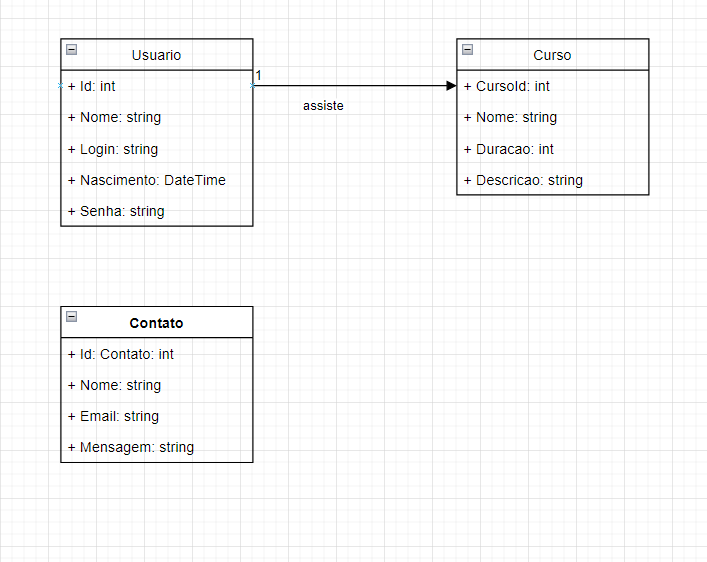 Usuario
+ Id: int
+ Nome: string
+ Login: string
+ Nascimento: DateTime
+ Senha: string
1
assiste
Curso
+ CursoId: int
+ Nome: string
+ Duracao: int
+ Descricao: string
Contato
+ Id: Contato: int
+ Nome: string
+ Email: string
+ Mensagem: string